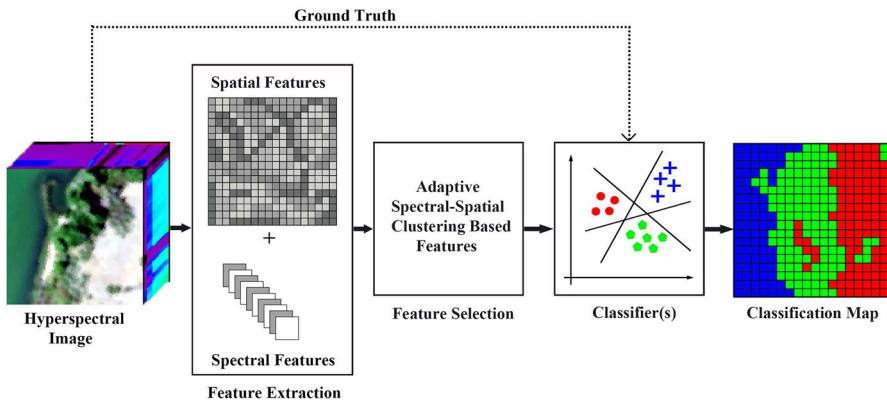 Ground Truth
Spatial Features
+
Spectral Features
Feature Extraction
Hyperspectral
Image
Adaptive
Spectral-Spatial
Clustering Based
Features
Feature Selection
Classifier(s)
Classification Map